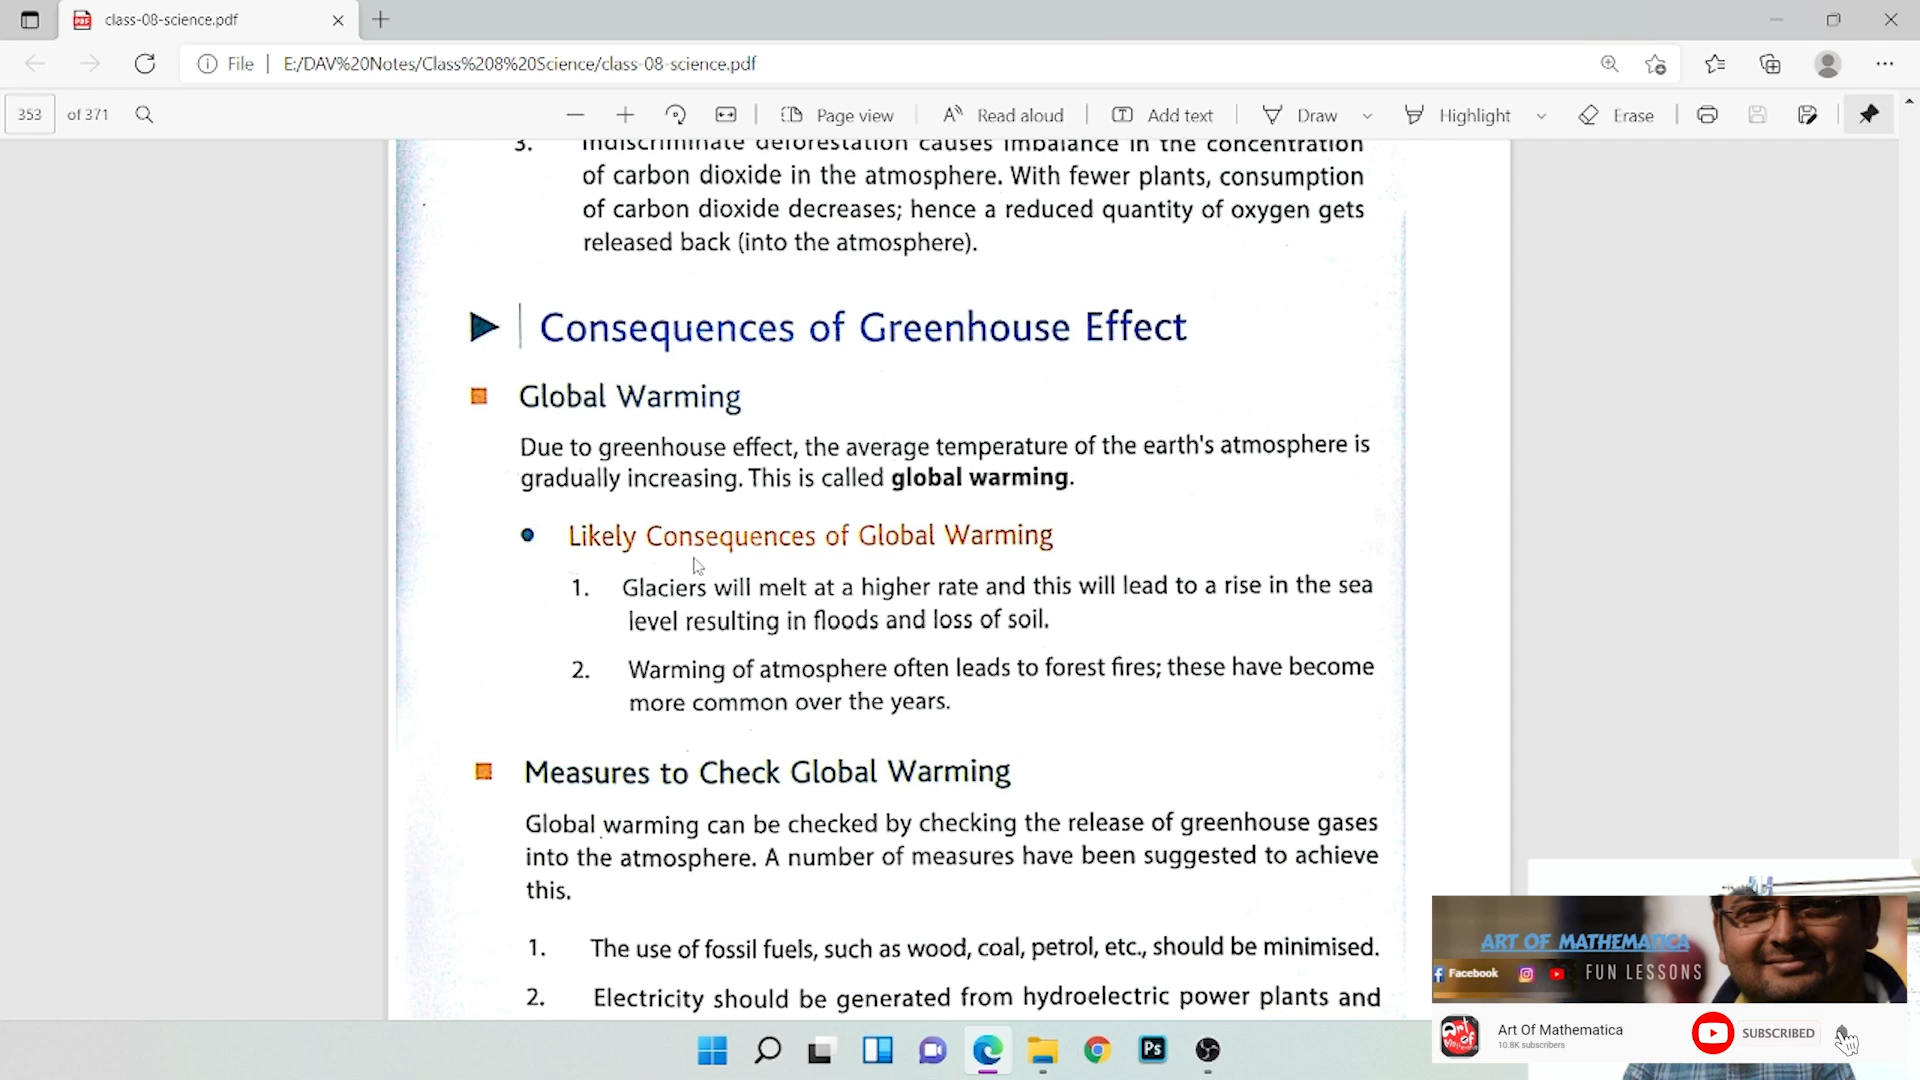 class-08-science.pdf
File
E:/DAV%20Notes/Class%208%20Science/class-08-science.pdf
353 of 371
Page view
Read aloud
Add text
Draw
Highlight
Erase
3. Indiscriminate deforestation causes imbalance in the concentration
of carbon dioxide in the atmosphere. With fewer plants, consumption
of carbon dioxide decreases; hence a reduced quantity of oxygen gets
released back (into the atmosphere).
Consequences of Greenhouse Effect
Global Warming
Due to greenhouse effect, the average temperature of the earth's atmosphere is
gradually increasing. This is called global warming.
Likely Consequences of Global Warming
1. Glaciers will melt at a higher rate and this will lead to a rise in the sea
level resulting in floods and loss of soil.
2. Warming of atmosphere often leads to forest fires; these have become
more common over the years.
Measures to Check Global Warming
Global warming can be checked by checking the release of greenhouse gases
into the atmosphere. A number of measures have been suggested to achieve
this.
1. The use of fossil fuels, such as wood, coal, petrol, etc., should be minimised.
2. Electricity should be generated from hydroelectric power plants and
ART OF MATHEMATICA
Facebook
FUN LESSONS
Art Of Mathematica
10.8K subscribers
SUBSCRIBED
Ps